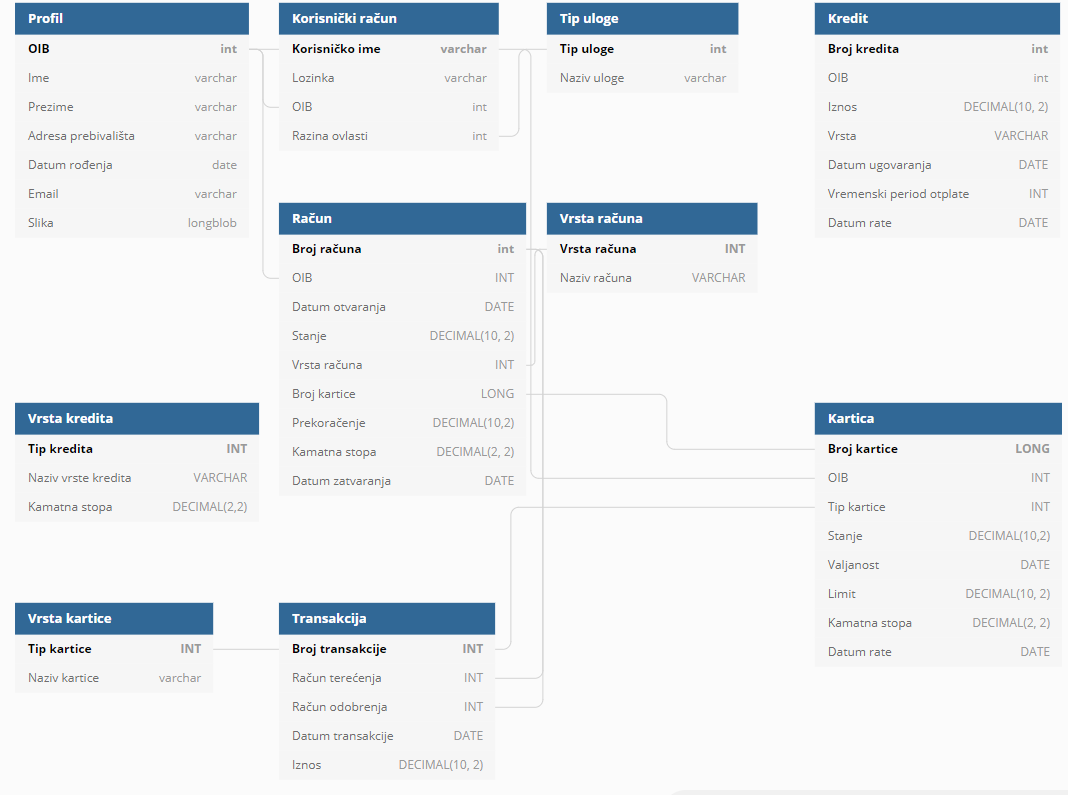 Profil
OIB int
Ime varchar
Prezime varchar
Adresa prebivališta varchar
Datum rođenja date
Email varchar
Slika longblob
Korisnički račun
Korisničko ime varchar
Lozinka varchar
OIB int
Razina ovlasti int
Tip uloge
Tip uloge int
Naziv uloge varchar
Kredit
Broj kredita int
OIB int
Iznos DECIMAL(10, 2)
Vrsta VARCHAR
Datum ugovaranja DATE
Vremenski period otplate INT
Datum rate DATE
Račun
Broj računa int
OIB INT
Datum otvaranja DATE
Stanje DECIMAL(10, 2)
Vrsta računa INT
Broj kartice LONG
Prekoračenje DECIMAL(10,2)
Kamatna stopa DECIMAL(2, 2)
Datum zatvaranja DATE
Vrsta računa
Vrsta računa INT
Naziv računa VARCHAR
Vrsta kredita
Tip kredita INT
Naziv vrste kredita VARCHAR
Kamatna stopa DECIMAL(2,2)
Kartica
Broj kartice LONG
OIB INT
Tip kartice INT
Stanje DECIMAL(10,2)
Valjanost DATE
Limit DECIMAL(10, 2)
Kamatna stopa DECIMAL(2, 2)
Datum rate DATE
Vrsta kartice
Tip kartice INT
Naziv kartice varchar
Transakcija
Broj transakcije INT
Račun terećenja INT
Račun odobrenja INT
Datum transakcije DATE
Iznos DECIMAL(10, 2)